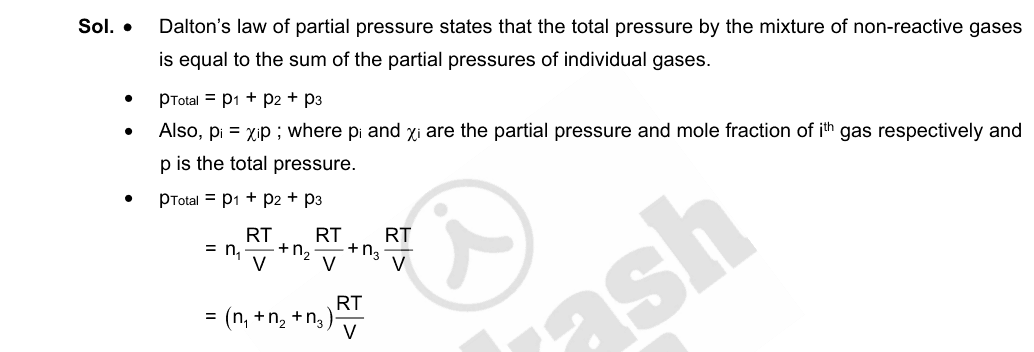 Sol. • Dalton’s law of partial pressure states that the total pressure by the mixture of non-reactive gases
is equal to the sum of the partial pressures of individual gases.
• pTotal = p1 + p2 + p3
• Also, pi = χip ; where pi and χi are the partial pressure and mole fraction of ith gas respectively and
p is the total pressure.
• pTotal = p1 + p2 + p3
= n₁ RT/V + n₂ RT/V + n₃ RT/V
= (n₁ + n₂ + n₃) RT/V